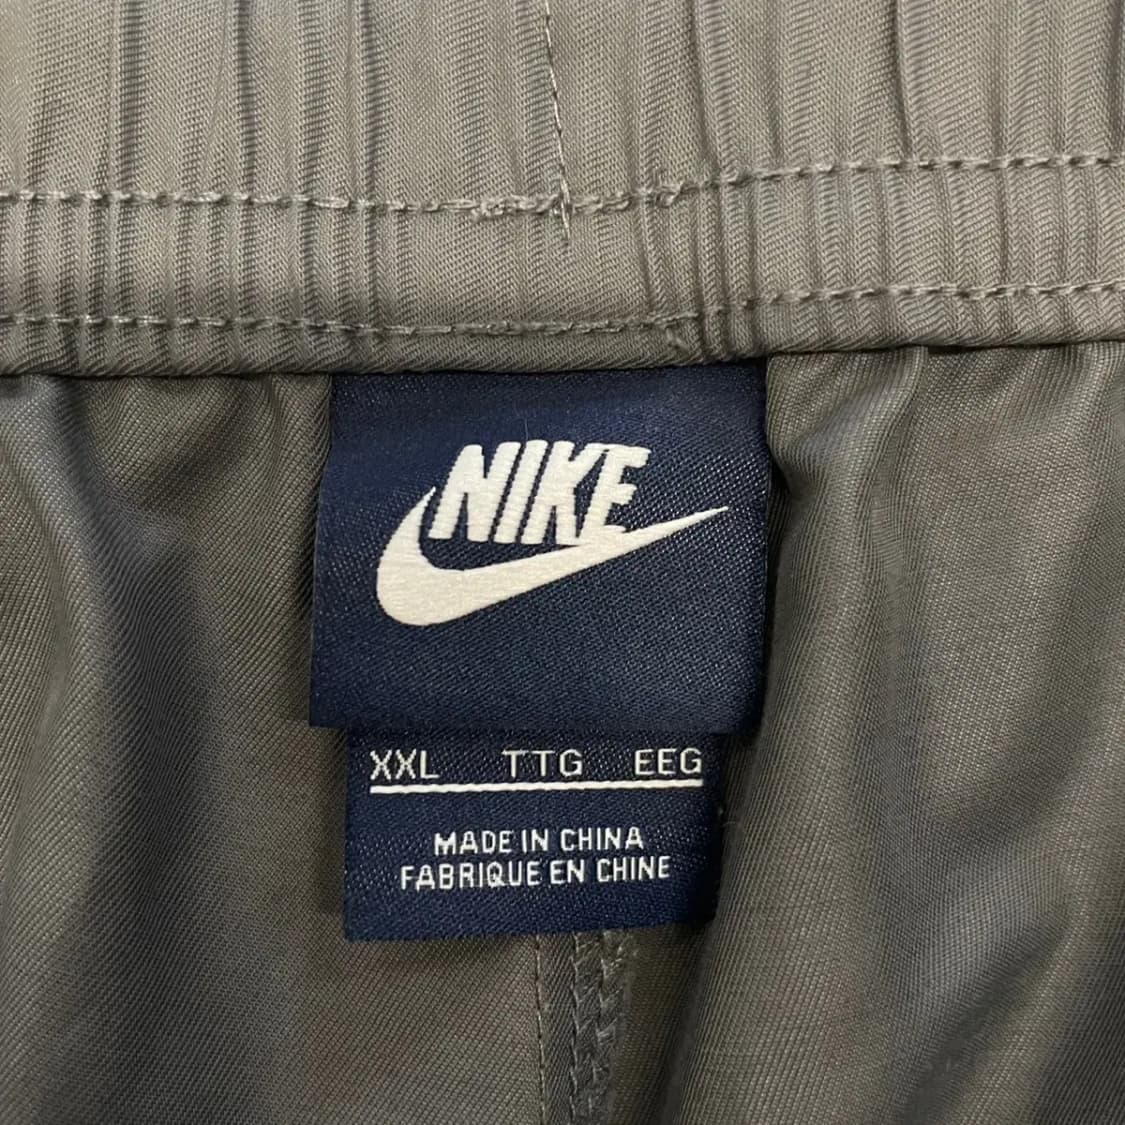 NIKE
XXL TTG EEG
MADE IN CHINA
FABRIQUE EN CHINE